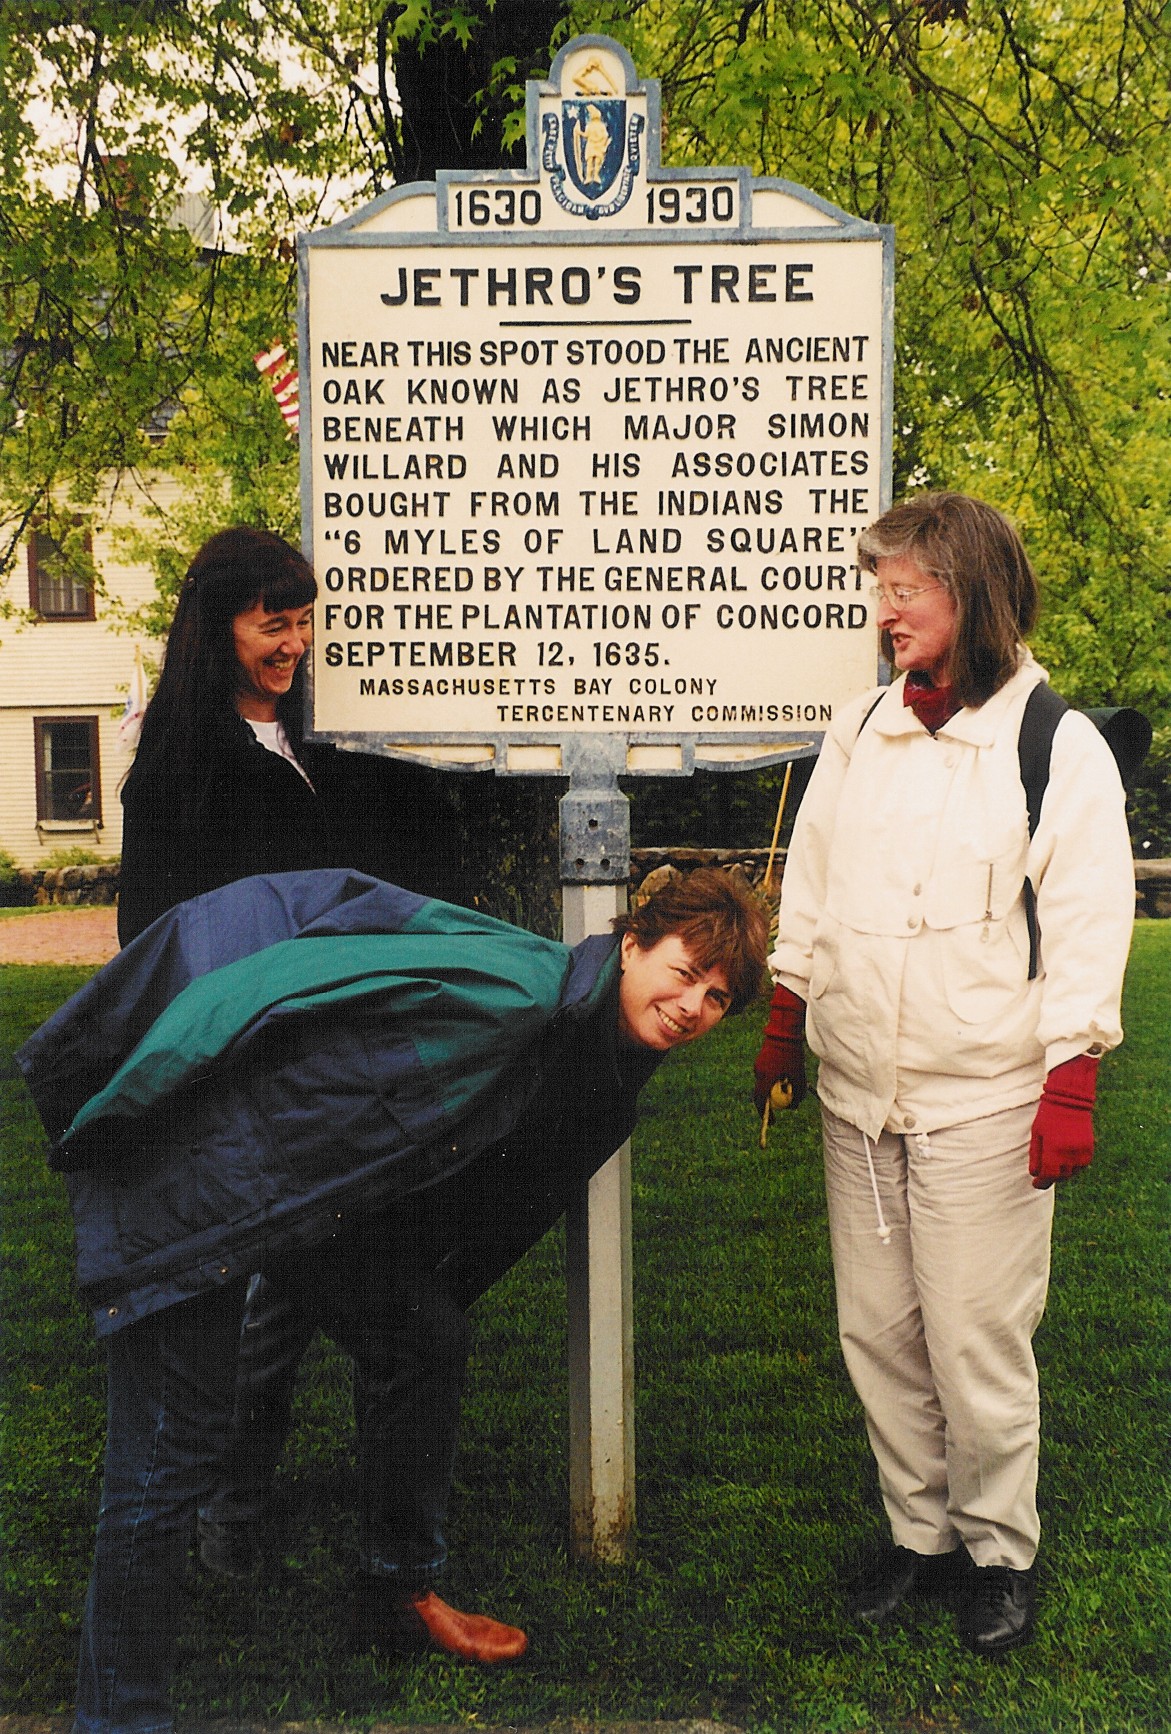 1630 1930
JETHRO'S TREE
NEAR THIS SPOT STOOD THE ANCIENT
OAK KNOWN AS JETHRO'S TREE
BENEATH WHICH MAJOR SIMON
WILLARD AND HIS ASSOCIATES
BOUGHT FROM THE INDIANS THE
"6 MYLES OF LAND SQUARE"
ORDERED BY THE GENERAL COURT
FOR THE PLANTATION OF CONCORD
SEPTEMBER 12, 1635.
MASSACHUSETTS BAY COLONY
TERCENTENARY COMMISSION